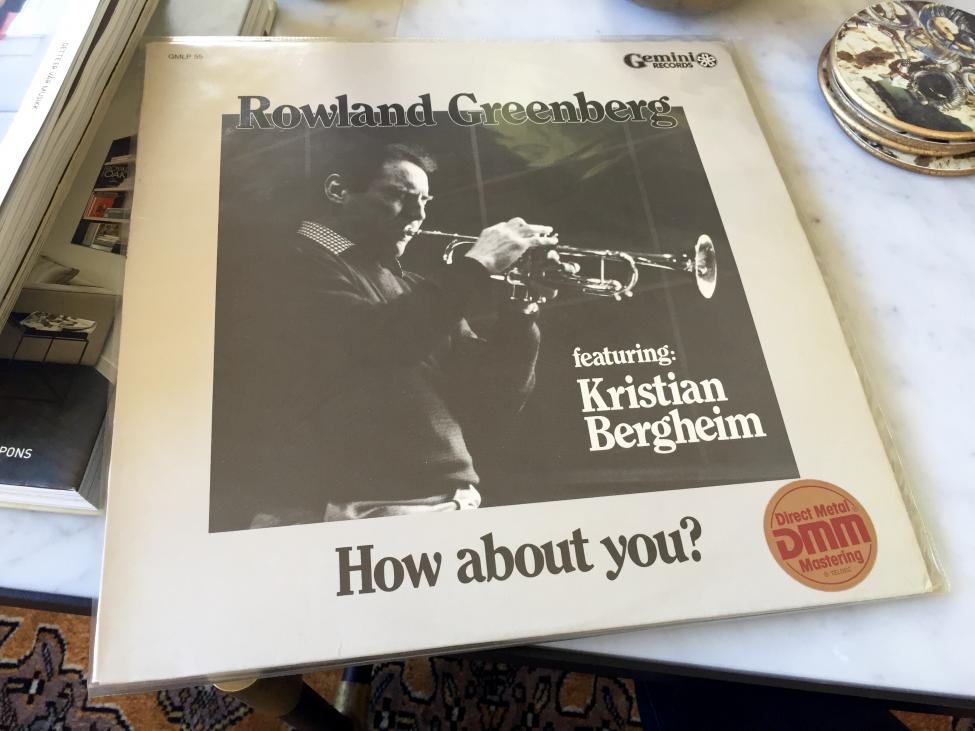 GMLP 55
Gemini
RECORDS
Rowland Greenberg
featuring:
Kristian
Bergheim
How about you?
Direct Metal
DMM
Mastering
PONS